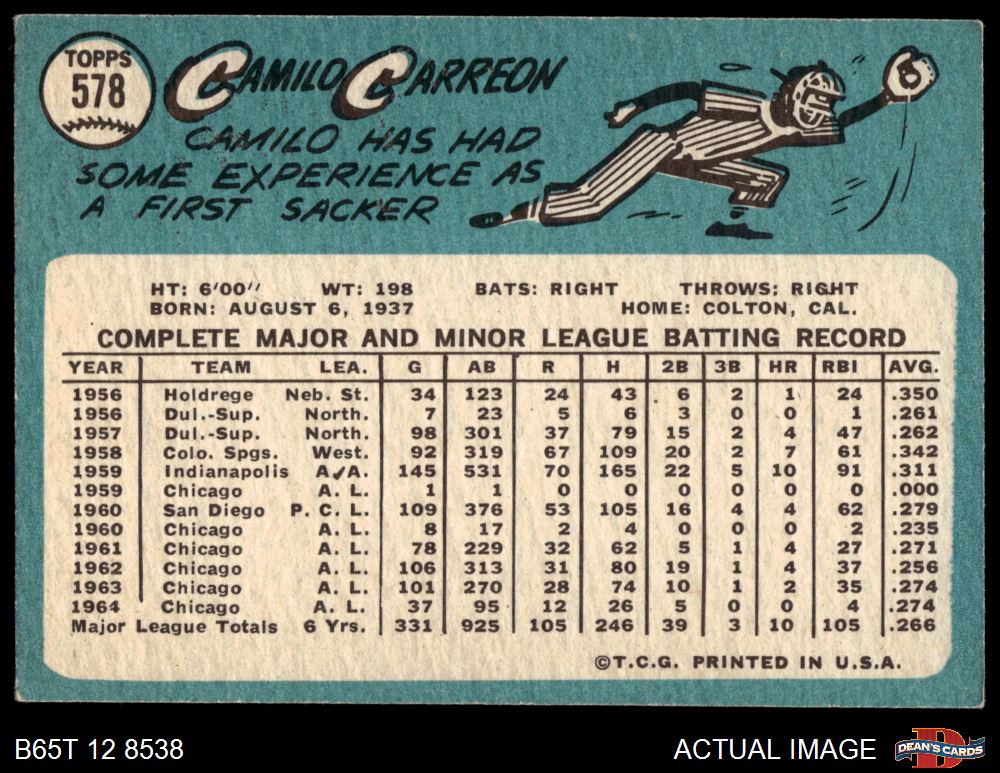 TOPPS
578
CAMILO CARREON
CAMILO HAS HAD
SOME EXPERIENCE AS
A FIRST SACKER
HT: 6'00" WT: 198 BATS: RIGHT THROWS: RIGHT
BORN: AUGUST 6, 1937 HOME: COLTON, CAL.
COMPLETE MAJOR AND MINOR LEAGUE BATTING RECORD
YEAR TEAM LEA. G AB R H 2B 3B HR RBI AVG.
1956 Holdrege Neb. St. 34 123 24 43 6 2 1 24 .350
1956 Dul.-Sup. North. 7 23 5 6 3 0 0 1 .261
1957 Dul.-Sup. North. 98 301 37 79 15 2 4 47 .262
1958 Colo. Spgs. West. 92 319 67 109 20 2 7 61 .342
1959 Indianapolis A.A. 145 531 70 165 22 5 10 91 .311
1959 Chicago A. L. 1 1 0 0 0 0 0 0 .000
1960 San Diego P. C. L. 109 376 53 105 16 4 4 62 .279
1960 Chicago A. L. 8 17 2 4 0 0 0 2 .235
1961 Chicago A. L. 78 229 32 62 5 1 4 27 .271
1962 Chicago A. L. 106 313 31 80 19 1 4 37 .256
1963 Chicago A. L. 101 270 28 74 10 1 2 35 .274
1964 Chicago A. L. 37 95 12 26 5 0 0 4 .274
Major League Totals 6 Yrs. 331 925 105 246 39 3 10 105 .266
©T.C.G. PRINTED IN U.S.A.
B65T 12 8538 ACTUAL IMAGE DEAN'S CARDS